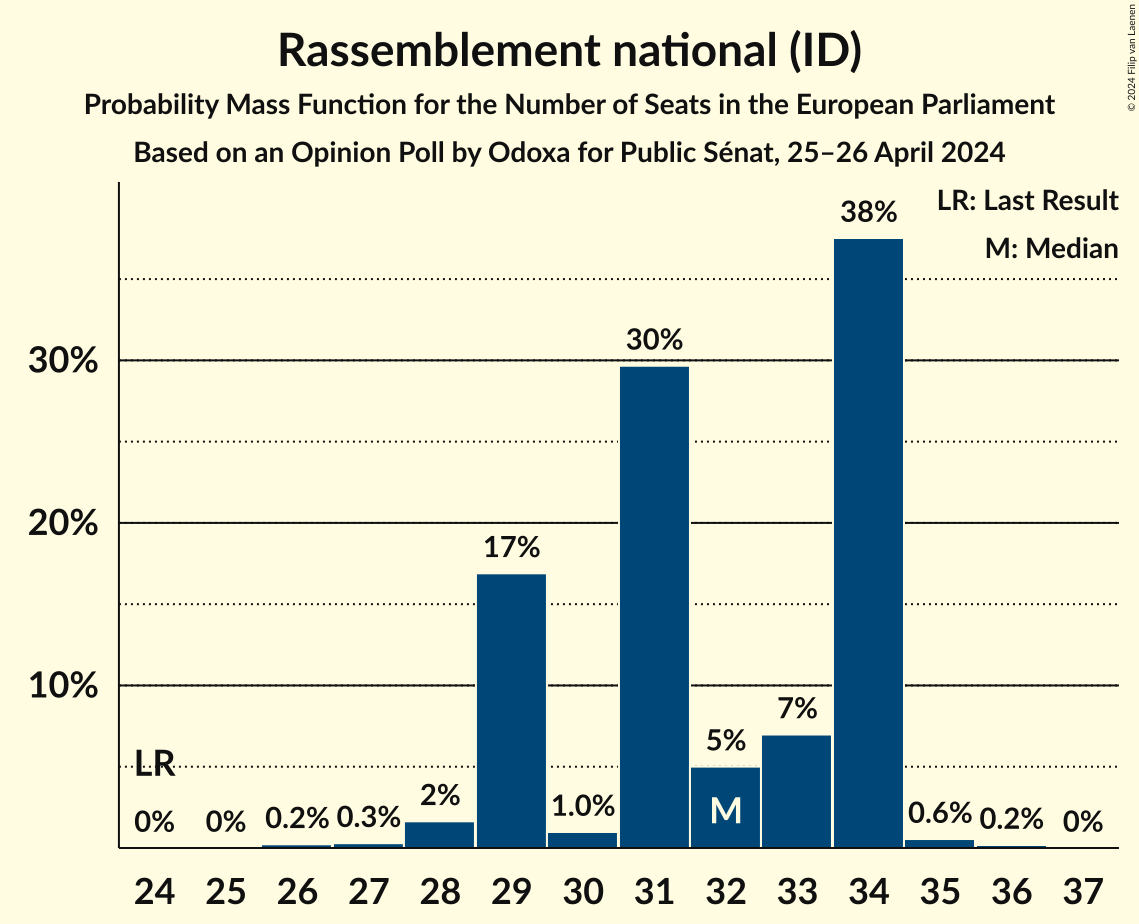 Rassemblement national (ID)
Probability Mass Function for the Number of Seats in the European Parliament
Based on an Opinion Poll by Odoxa for Public Sénat, 25–26 April 2024
© 2024 Filip van Laenen
LR: Last Result
M: Median
38%
30%
30%
20%
17%
10%
7%
5%
LR
M
0% 0% 0.2% 0.3% 2% 1.0% 0.6% 0.2% 0%
24 25 26 27 28 29 30 31 32 33 34 35 36 37